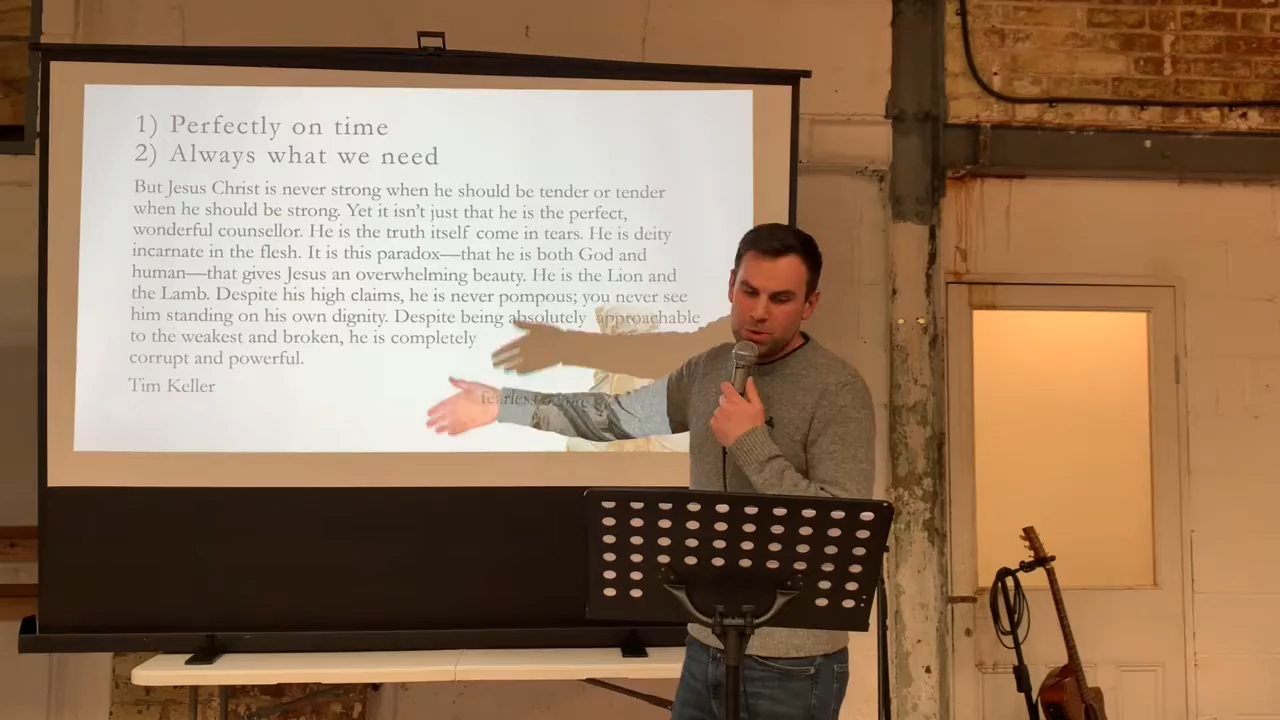 1) Perfectly on time
2) Always what we need
But Jesus Christ is never strong when he should be tender or tender
when he should be strong. Yet it isn't just that he is the perfect,
wonderful counsellor. He is the truth itself come in tears. He is deity
incarnate in the flesh. It is this paradox—that he is both God and
human—that gives Jesus an overwhelming beauty. He is the Lion and
the Lamb. Despite his high claims, he is never pompous; you never see
him standing on his own dignity. Despite being absolutely approachable
to the weakest and broken, he is completely
corrupt and powerful.
Tim Keller